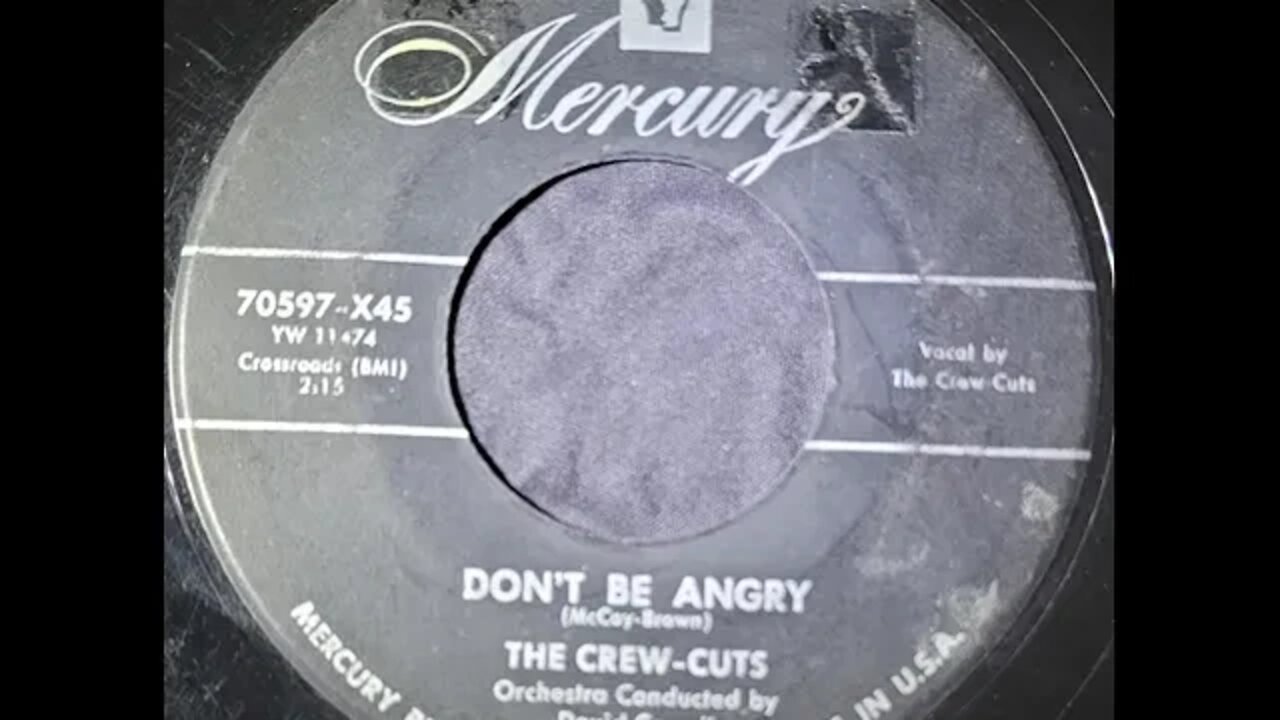 Mercury
70597-X45
YW 11474
Crossroads (BMI)
2:15
Vocal by
The Crew-Cuts
DON'T BE ANGRY
(McCoy-Brown)
THE CREW-CUTS
Orchestra Conducted by
David
MERCURY
IN U.S.A.